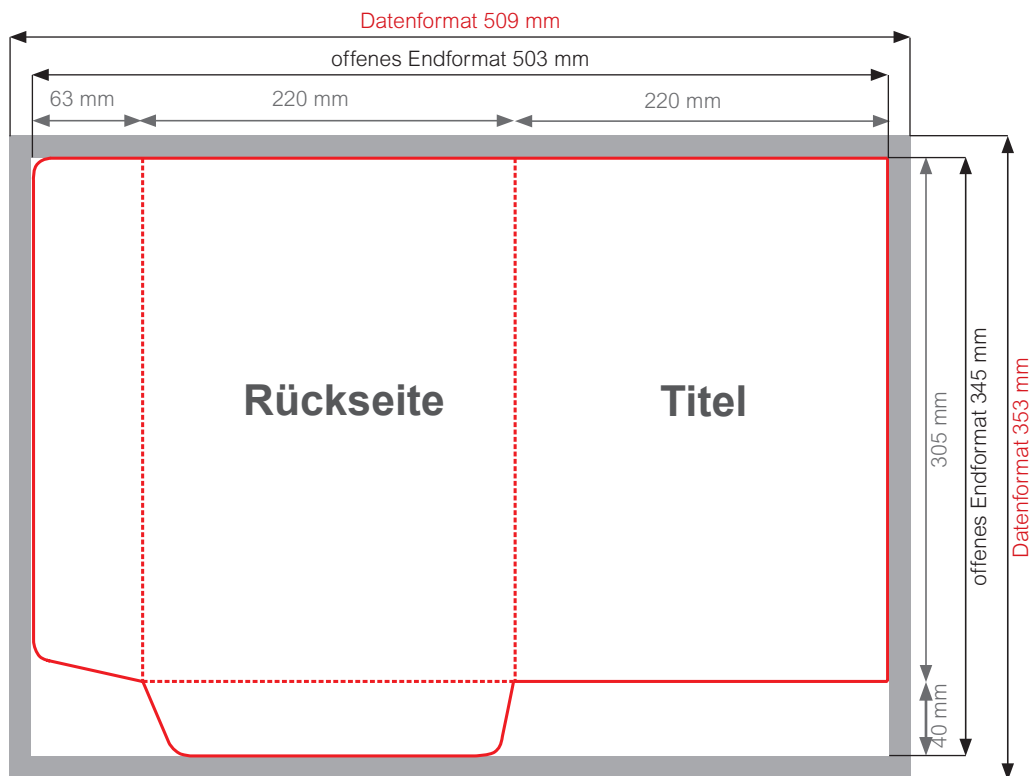 Datenformat 509 mm
offenes Endformat 503 mm
63 mm
220 mm
220 mm
Rückseite
Titel
305 mm
40 mm
offenes Endformat 345 mm
Datenformat 353 mm